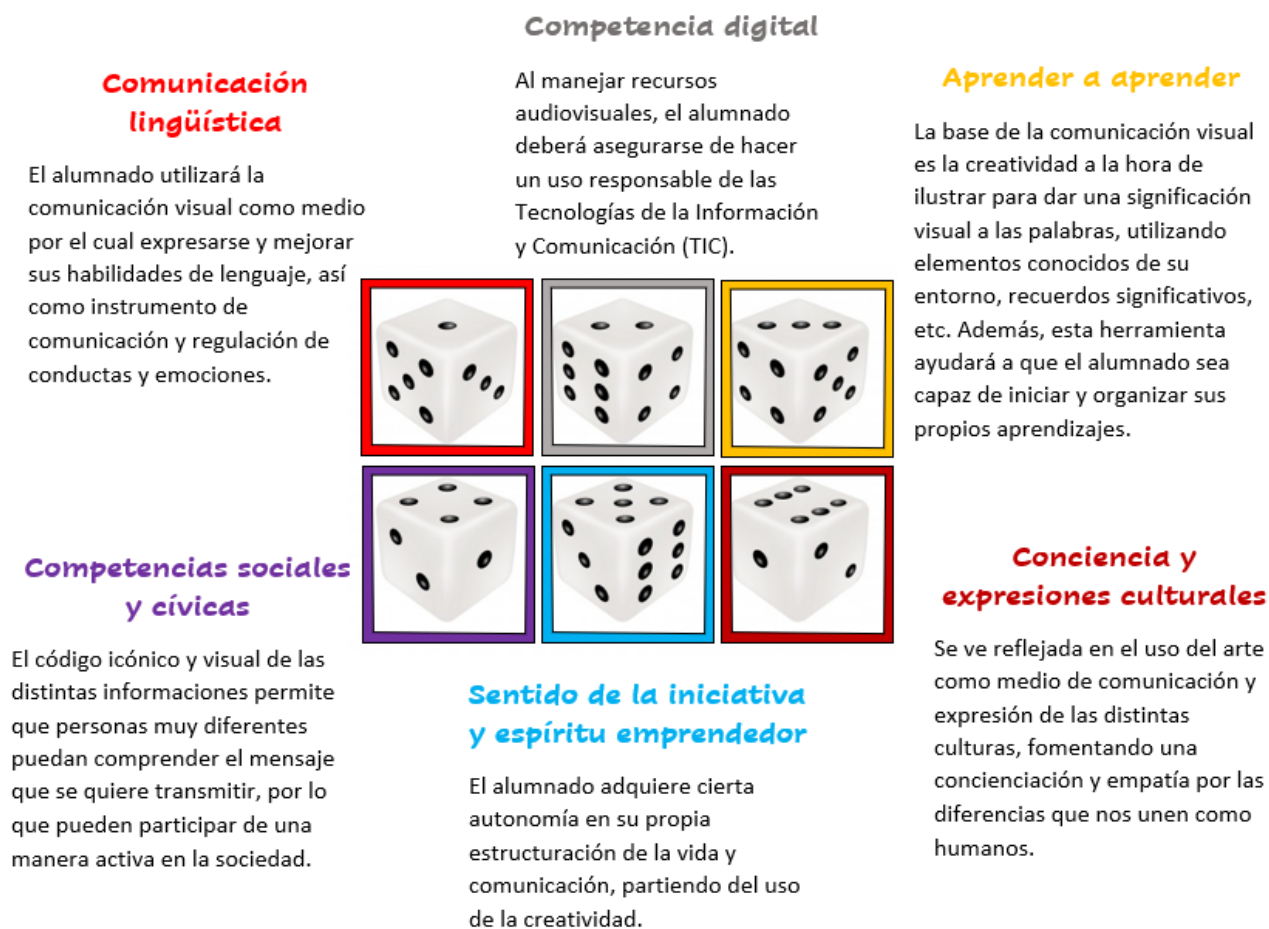 Competencia digital
Al manejar recursos
audiovisuales, el alumnado
deberá asegurarse de hacer
un uso responsable de las
Tecnologías de la Información
y Comunicación (TIC).
Comunicación
lingüística
El alumnado utilizará la
comunicación visual como medio
por el cual expresarse y mejorar
sus habilidades de lenguaje, así
como instrumento de
comunicación y regulación de
conductas y emociones.
Aprender a aprender
La base de la comunicación visual
es la creatividad a la hora de
ilustrar para dar una significación
visual a las palabras, utilizando
elementos conocidos de su
entorno, recuerdos significativos,
etc. Además, esta herramienta
ayudará a que el alumnado sea
capaz de iniciar y organizar sus
propios aprendizajes.
Competencias sociales
y cívicas
El código icónico y visual de las
distintas informaciones permite
que personas muy diferentes
puedan comprender el mensaje
que se quiere transmitir, por lo
que pueden participar de una
manera activa en la sociedad.
Sentido de la iniciativa
y espíritu emprendedor
El alumnado adquiere cierta
autonomía en su propia
estructuración de la vida y
comunicación, partiendo del uso
de la creatividad.
Conciencia y
expresiones culturales
Se ve reflejada en el uso del arte
como medio de comunicación y
expresión de las distintas
culturas, fomentando una
concienciación y empatía por las
diferencias que nos unen como
humanos.